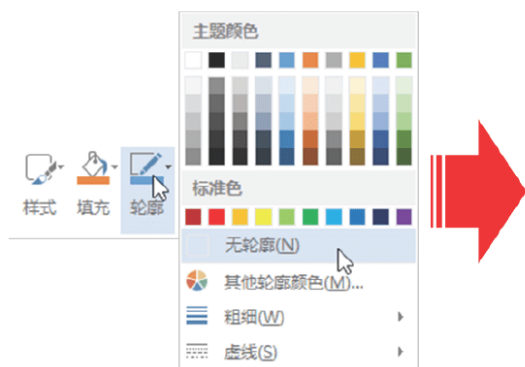 主题颜色
标准色
样式 填充 轮廓
无轮廓(N)
其他轮廓颜色(M)...
粗细(W)
虚线(S)